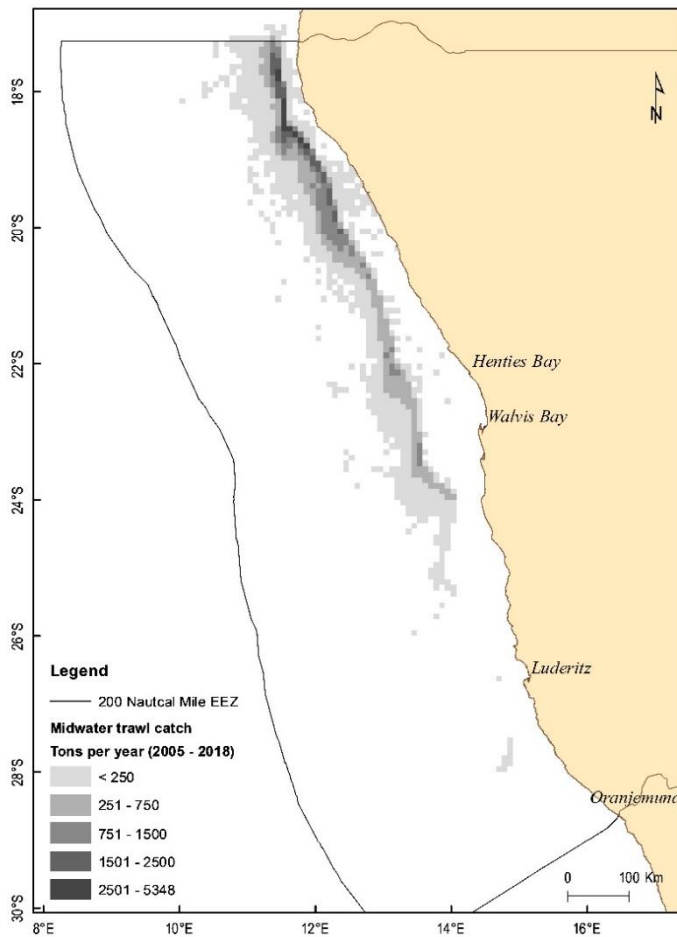 18°S
20°S
22°S
24°S
26°S
28°S
30°S
N
Henties Bay
Walvis Bay
Luderitz
Oranjemund
Legend
200 Nautcal Mile EEZ
Midwater trawl catch
Tons per year (2005 - 2018)
< 250
251 - 750
751 - 1500
1501 - 2500
2501 - 5348
0 100 Km
8°E 10°E 12°E 14°E 16°E